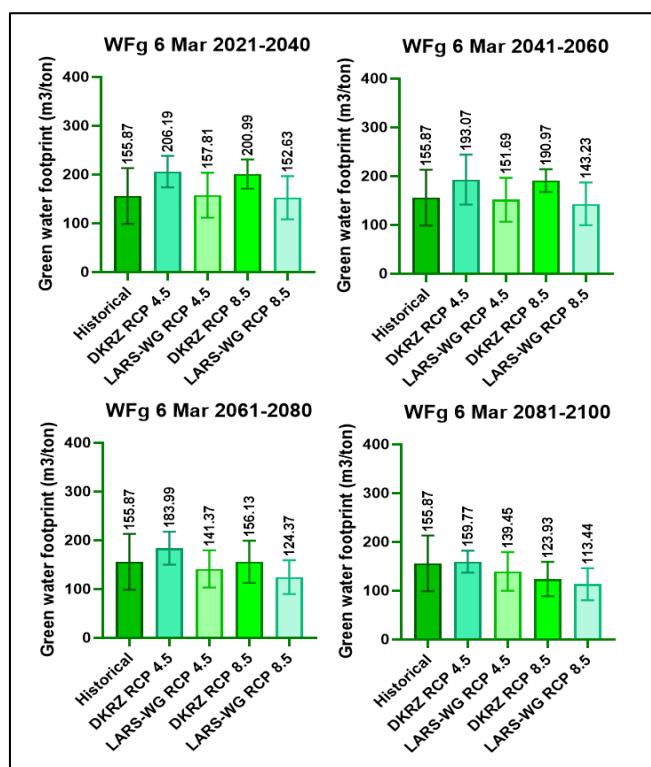 WFg 6 Mar 2021-2040
Green water footprint (m3/ton)
400
300
200
100
0
155.87
206.19
157.81
200.99
152.63
Historical
DKRZ RCP 4.5
LARS-WG RCP 4.5
DKRZ RCP 8.5
LARS-WG RCP 8.5
WFg 6 Mar 2041-2060
Green water footprint (m3/ton)
400
300
200
100
0
155.87
193.07
151.69
190.97
143.23
Historical
DKRZ RCP 4.5
LARS-WG RCP 4.5
DKRZ RCP 8.5
LARS-WG RCP 8.5
WFg 6 Mar 2061-2080
Green water footprint (m3/ton)
400
300
200
100
0
155.87
183.99
141.37
156.13
124.37
Historical
DKRZ RCP 4.5
LARS-WG RCP 4.5
DKRZ RCP 8.5
LARS-WG RCP 8.5
WFg 6 Mar 2081-2100
Green water footprint (m3/ton)
400
300
200
100
0
155.87
159.77
139.45
123.93
113.44
Historical
DKRZ RCP 4.5
LARS-WG RCP 4.5
DKRZ RCP 8.5
LARS-WG RCP 8.5